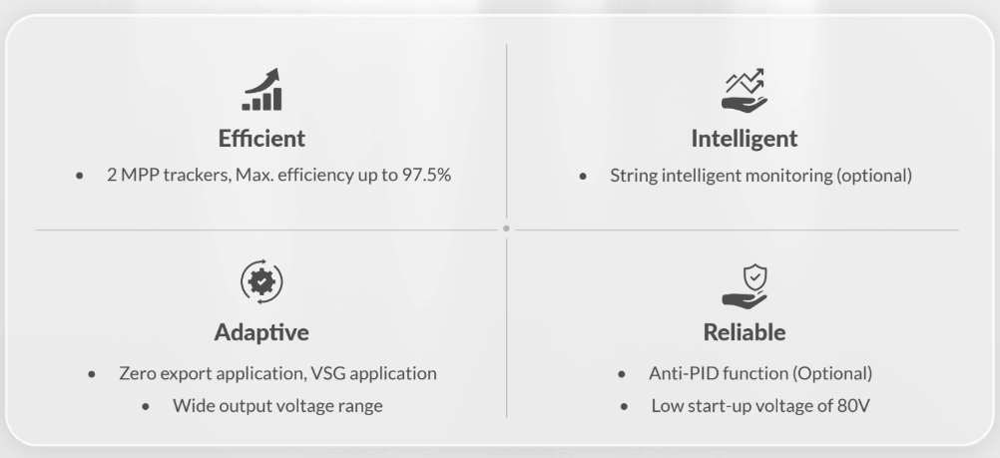 Efficient
• 2 MPP trackers, Max. efficiency up to 97.5%
Intelligent
• String intelligent monitoring (optional)
Adaptive
• Zero export application, VSG application
• Wide output voltage range
Reliable
• Anti-PID function (Optional)
• Low start-up voltage of 80V